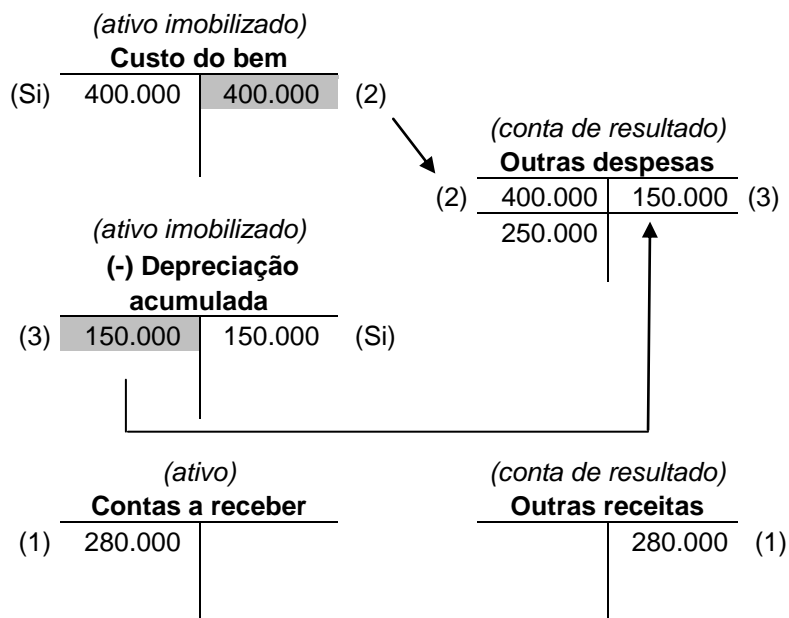 (ativo imobilizado)
Custo do bem
(Si) 400.000 400.000 (2)
(conta de resultado)
Outras despesas
(2) 400.000 150.000 (3)
250.000
(ativo imobilizado)
(-) Depreciação
acumulada
(3) 150.000 150.000 (Si)
(ativo)
Contas a receber
(1) 280.000
(conta de resultado)
Outras receitas
280.000 (1)